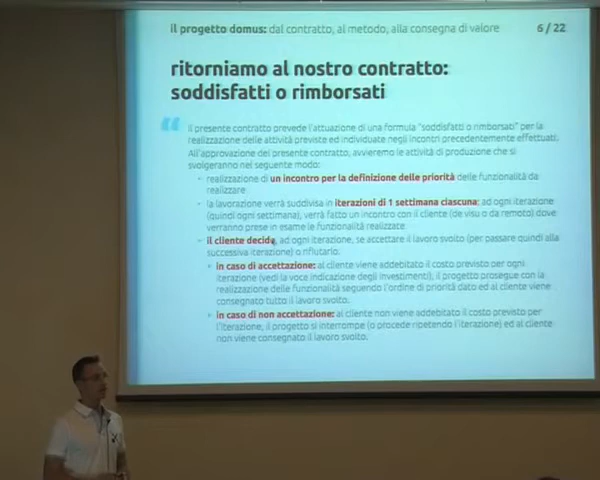 il progetto domus: dal contratto, al metodo, alla consegna di valore
6 / 22
ritorniamo al nostro contratto:
soddisfatti o rimborsati
“ Il presente contratto prevede l'attuazione di una formula "soddisfatti o rimborsati" per la
realizzazione delle attività previste ed individuate negli incontri precedentemente effettuati.
All'approvazione del presente contratto, avvieremo le attività di produzione che si
svolgeranno nel seguente modo:
• realizzazione di un incontro per la definizione delle priorità delle funzionalità da
realizzare
• la lavorazione verrà suddivisa in iterazioni di 1 settimana ciascuna: ad ogni iterazione
(quindi ogni settimana), verrà fatto un incontro con il cliente (de visu o da remoto) dove
verranno prese in esame le funzionalità realizzate
• il cliente decide, ad ogni iterazione, se accettare il lavoro svolto (per passare quindi alla
successiva iterazione) o rifiutarlo.
• in caso di accettazione: al cliente viene addebitato il costo previsto per ogni
iterazione (vedi la voce indicazione degli investimenti), il progetto prosegue con la
realizzazione delle funzionalità seguendo l'ordine di priorità dato ed al cliente viene
consegnato tutto il lavoro svolto.
• in caso di non accettazione: al cliente non viene addebitato il costo previsto per
l'iterazione, il progetto si interrompe (o procede ripetendo l'iterazione) ed al cliente
non viene consegnato il lavoro svolto.